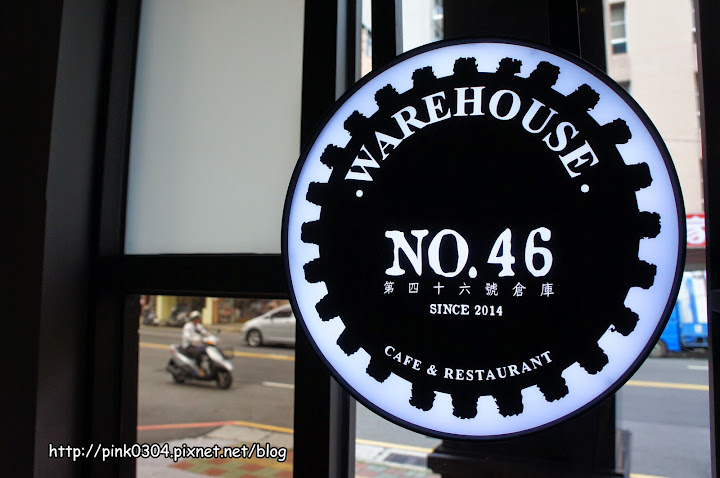 ·WAREHOUSE·
NO.46
第四十六號倉庫
SINCE 2014
CAFE & RESTAURANT
http://pink0304.pixnet.net/blog